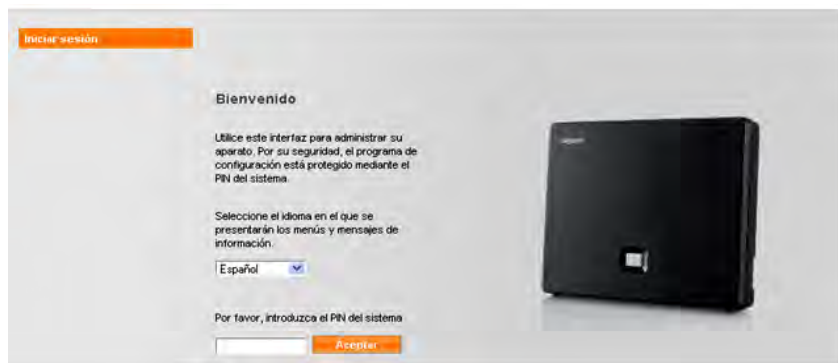 Iniciar sesión
Bienvenido
Utilice este interfaz para administrar su
aparato. Por su seguridad, el programa de
configuración está protegido mediante el
PIN del sistema.
Seleccione el idioma en el que se
presentarán los menús y mensajes de
información.
Español
Por favor, introduzca el PIN del sistema
Aceptar